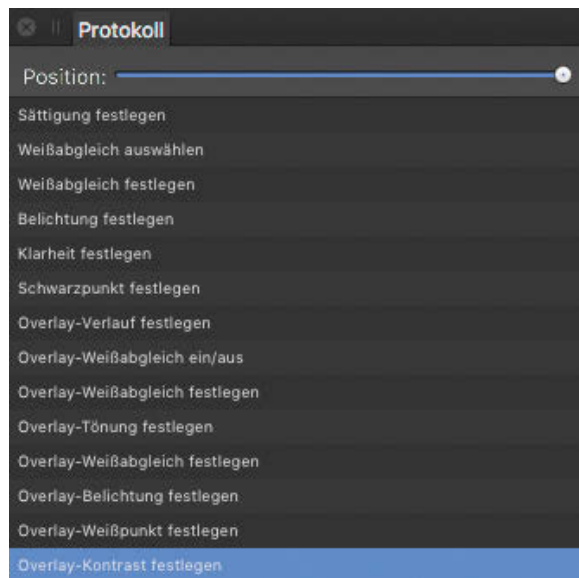 Protokoll
Position:
Sättigung festlegen
Weißabgleich auswählen
Weißabgleich festlegen
Belichtung festlegen
Klarheit festlegen
Schwarzpunkt festlegen
Overlay-Verlauf festlegen
Overlay-Weißabgleich ein/aus
Overlay-Weißabgleich festlegen
Overlay-Tönung festlegen
Overlay-Weißabgleich festlegen
Overlay-Belichtung festlegen
Overlay-Weißpunkt festlegen
Overlay-Kontrast festlegen